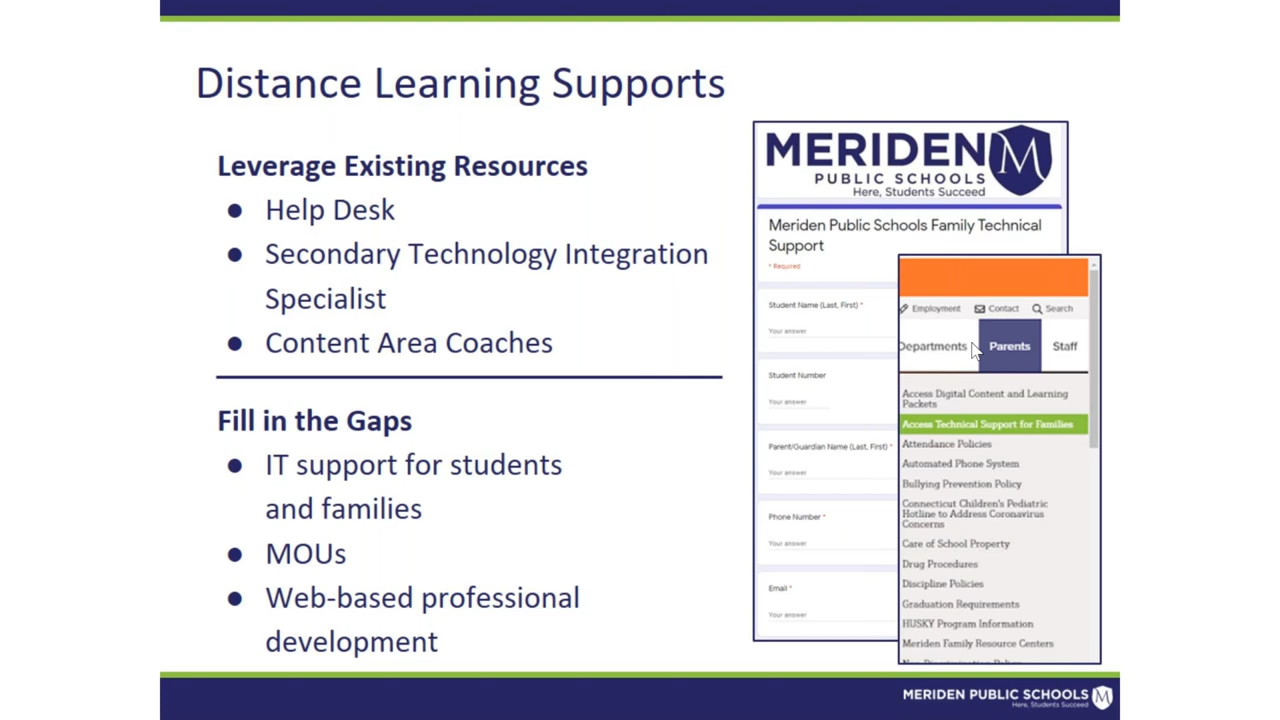 Distance Learning Supports
Leverage Existing Resources
● Help Desk
● Secondary Technology Integration
Specialist
● Content Area Coaches
Fill in the Gaps
● IT support for students
and families
● MOUs
● Web-based professional
development
MERIDEN M
PUBLIC SCHOOLS
Here, Students Succeed
Meriden Public Schools Family Technical
Support
* Required
Student Name (Last, First) *
Your answer
Student Number
Your answer
Parent/Guardian Name (Last, First) *
Your answer
Phone Number *
Your answer
Email *
Your answer
Employment Contact Search
Departments Parents Staff
Access Digital Content and Learning
Packets
Access Technical Support for Families
Attendance Policies
Automated Phone System
Bullying Prevention Policy
Connecticut Children's Pediatric
Hotline to Address Coronavirus
Concerns
Care of School Property
Drug Procedures
Discipline Policies
Graduation Requirements
HUSKY Program Information
Meriden Family Resource Centers
MERIDEN PUBLIC SCHOOLS M
Here, Students Succeed